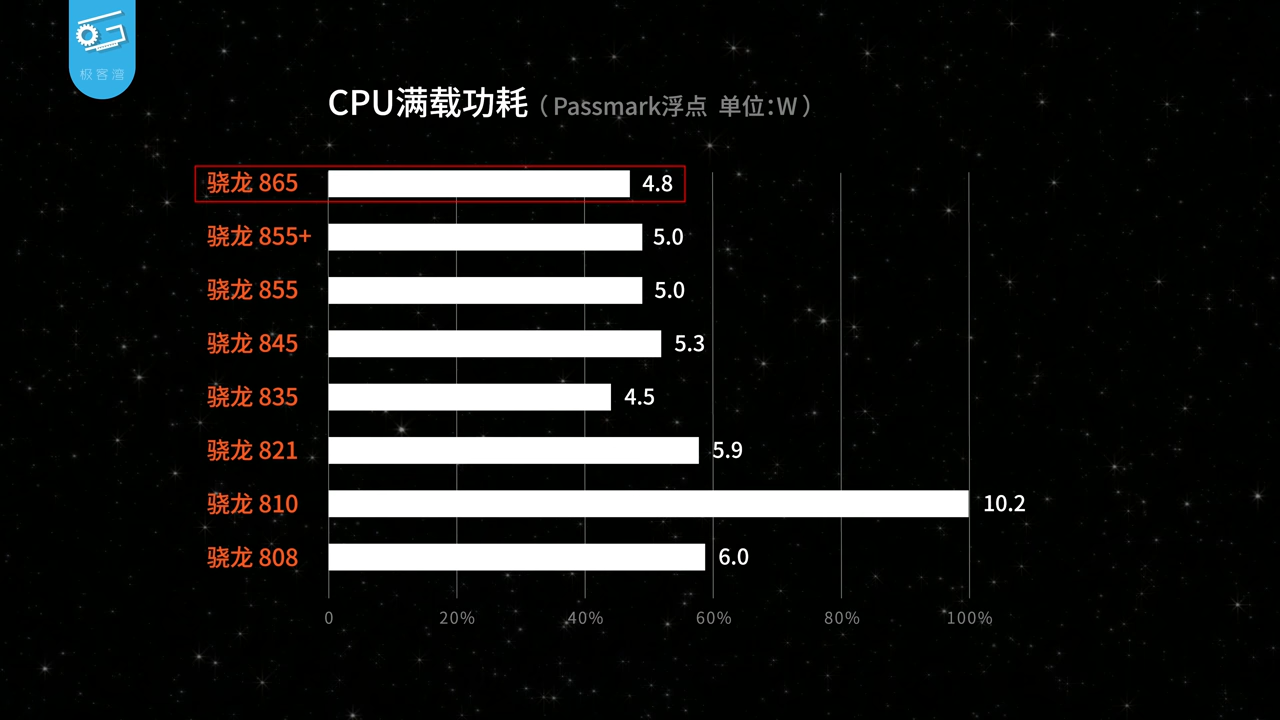 极客湾
CPU满载功耗（Passmark浮点 单位:W）
骁龙 865 4.8
骁龙 855+ 5.0
骁龙 855 5.0
骁龙 845 5.3
骁龙 835 4.5
骁龙 821 5.9
骁龙 810 10.2
骁龙 808 6.0
0 20% 40% 60% 80% 100%